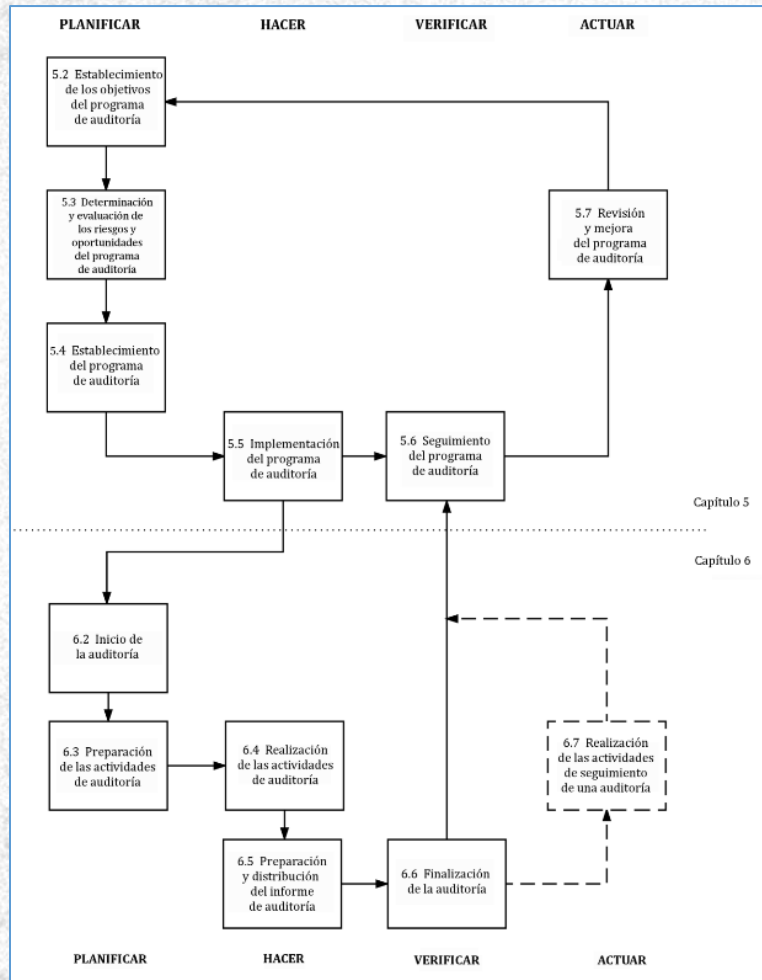 PLANIFICAR HACER VERIFICAR ACTUAR
5.2 Establecimiento
de los objetivos
del programa
de auditoría
5.3 Determinación
y evaluación de
los riesgos y
oportunidades
del programa
de auditoría
5.7 Revisión
y mejora
del programa
de auditoría
5.4 Establecimiento
del programa
de auditoría
5.5 Implementación
del programa
de auditoría
5.6 Seguimiento
del programa
de auditoría
Capítulo 5
Capítulo 6
6.2 Inicio de
la auditoría
6.3 Preparación
de las actividades
de auditoría
6.4 Realización
de las actividades
de auditoría
6.7 Realización
de las actividades
de seguimiento
de una auditoría
6.5 Preparación
y distribución
del informe
de auditoría
6.6 Finalización
de la auditoría
PLANIFICAR HACER VERIFICAR ACTUAR